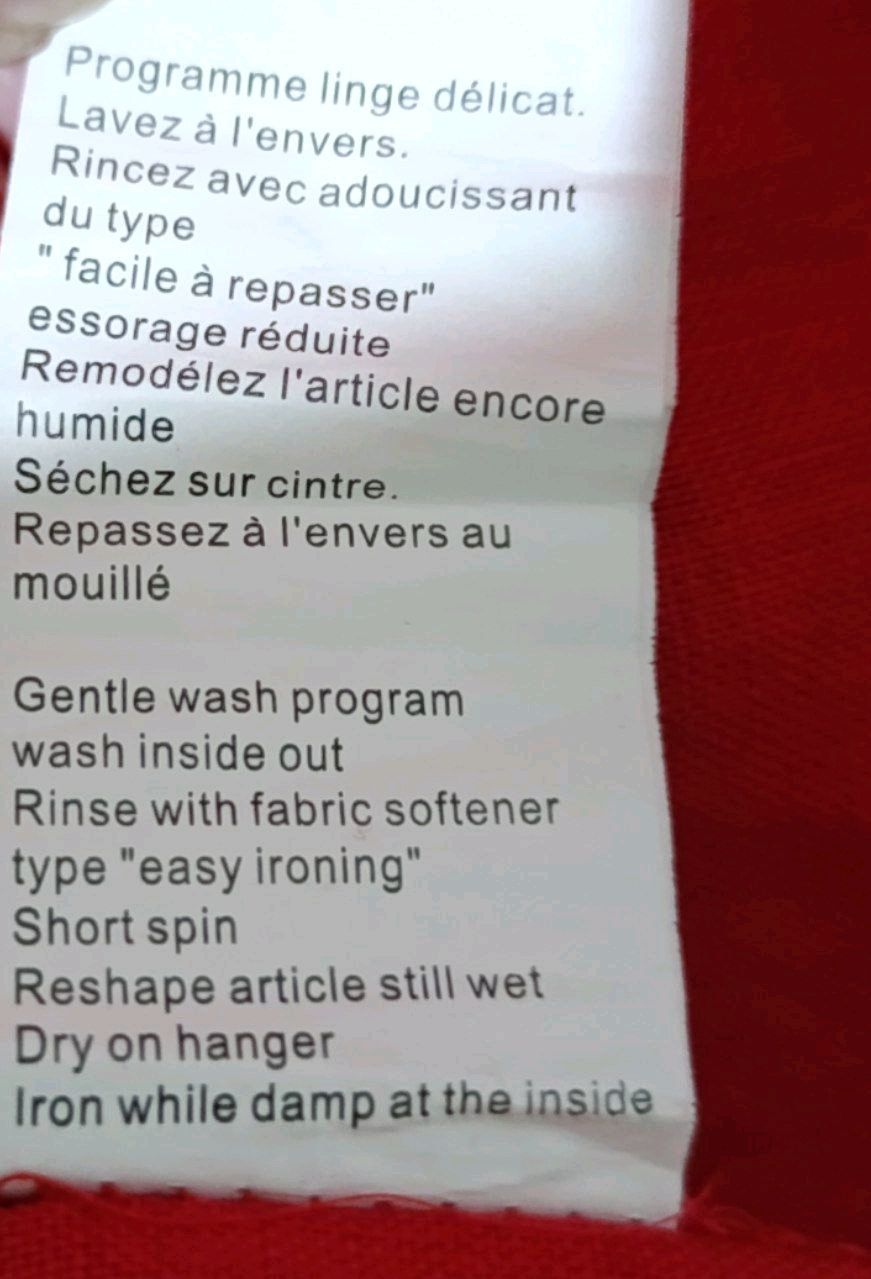 Programme linge délicat.
Lavez à l'envers.
Rincez avec adoucissant
du type
" facile à repasser"
essorage réduite
Remodélez l'article encore
humide
Séchez sur cintre.
Repassez à l'envers au
mouillé
Gentle wash program
wash inside out
Rinse with fabric softener
type "easy ironing"
Short spin
Reshape article still wet
Dry on hanger
Iron while damp at the inside